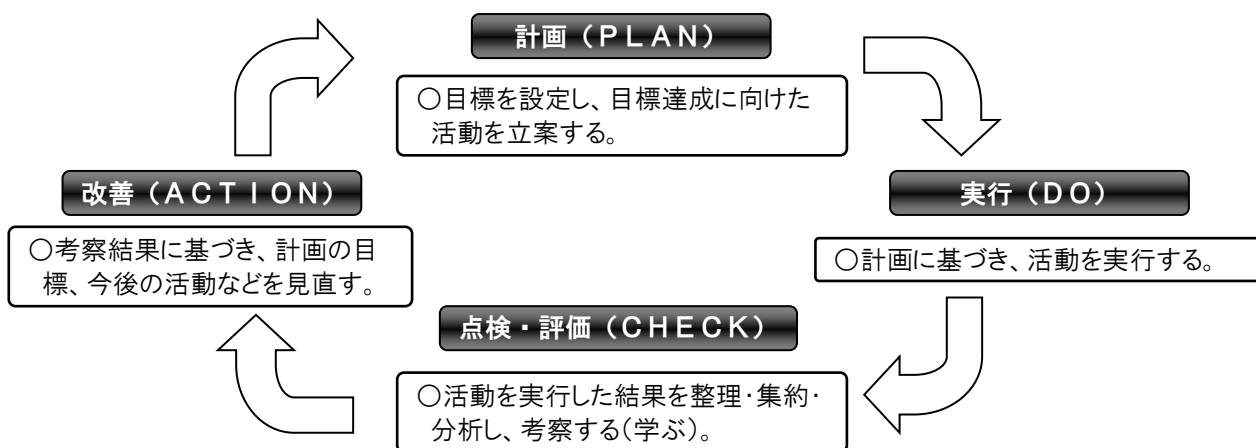 計画（ＰＬＡＮ）
○目標を設定し、目標達成に向けた
活動を立案する。
改善（ＡＣＴＩＯＮ）
実行（ＤＯ）
○考察結果に基づき、計画の目
標、今後の活動などを見直す。
○計画に基づき、活動を実行する。
点検・評価（ＣＨＥＣＫ）
○活動を実行した結果を整理・集約・
分析し、考察する（学ぶ）。